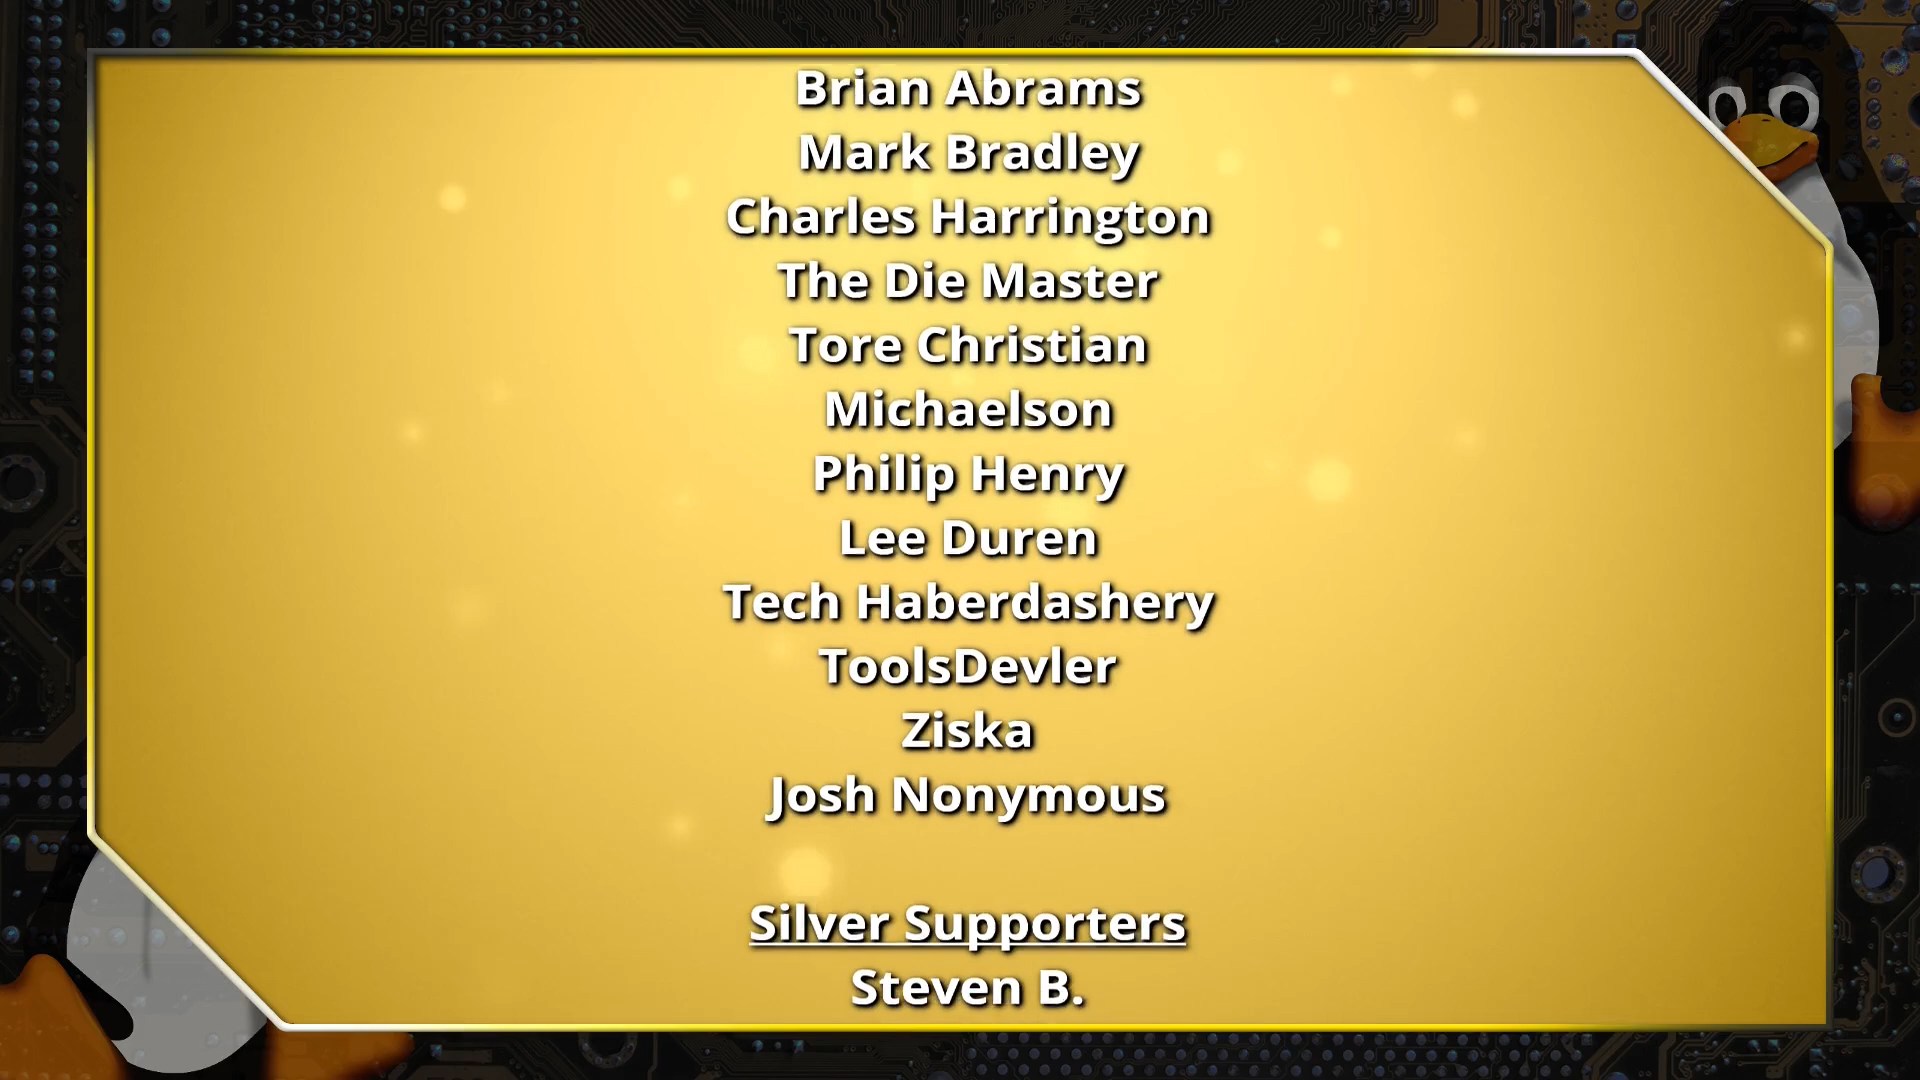 Brian Abrams
Mark Bradley
Charles Harrington
The Die Master
Tore Christian
Michaelson
Philip Henry
Lee Duren
Tech Haberdashery
ToolsDevler
Ziska
Josh Nonymous
Silver Supporters
Steven B.